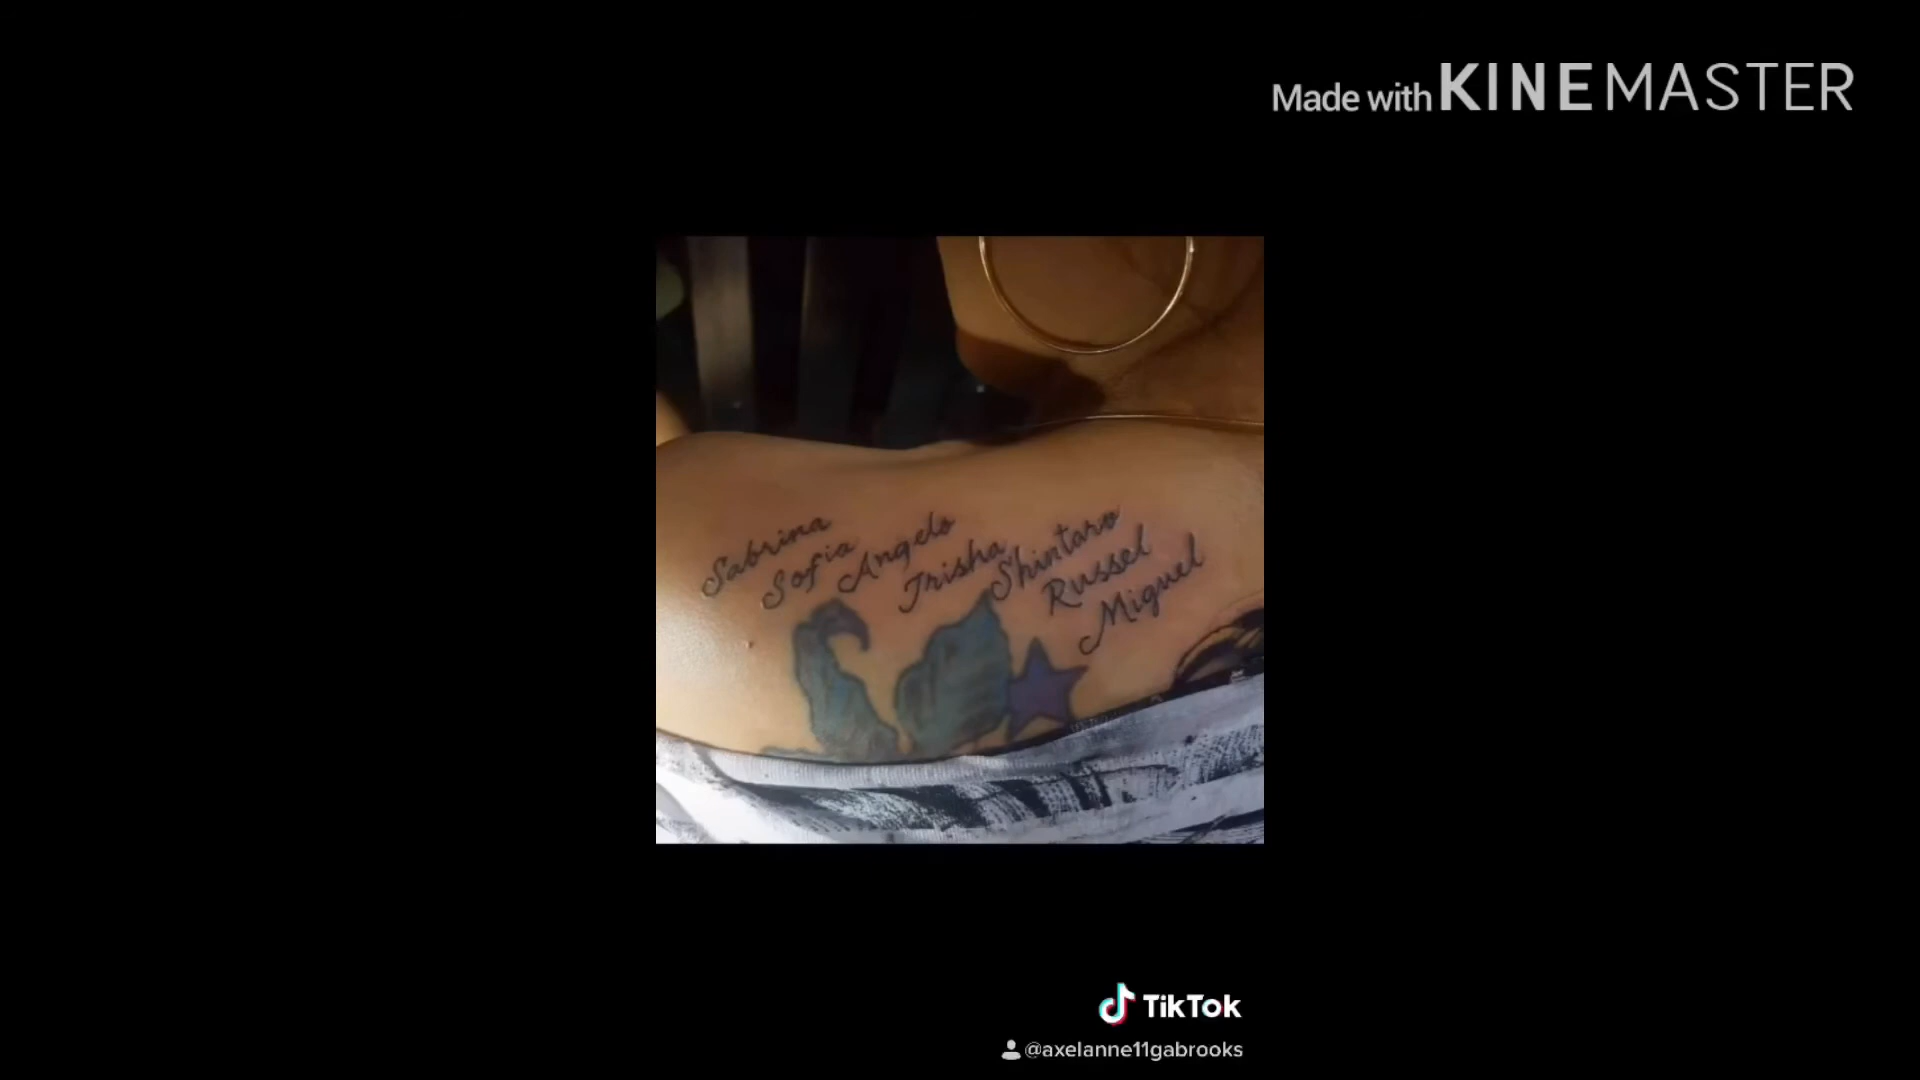 Made with KINEMASTER
Sabrina
Sofia
Angelo
Trisha
Shintaro
Russel
Miguel
TikTok
@axelanne11gabrooks